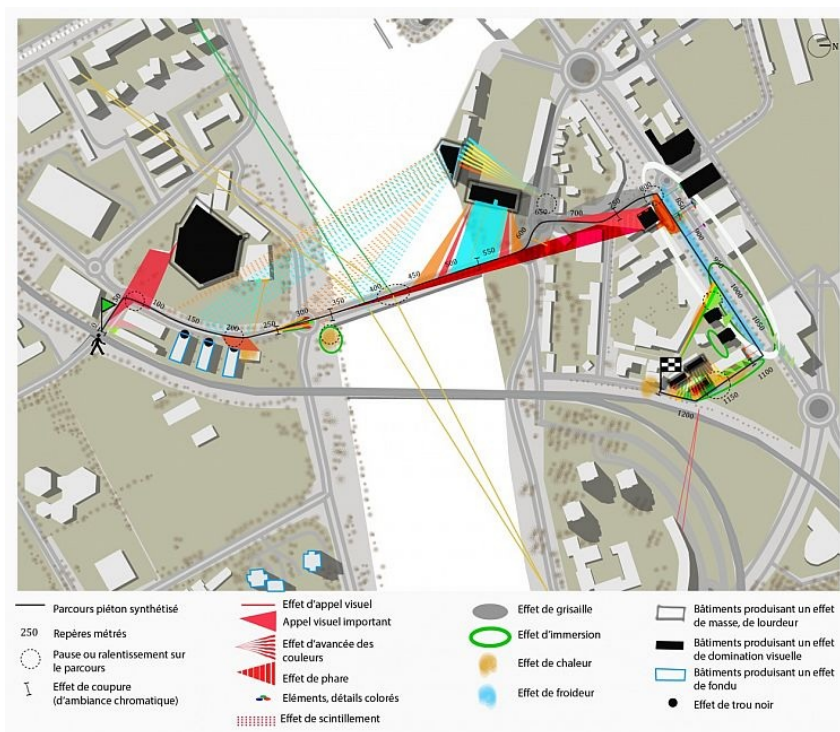 N
50
100
150
200
250
300
350
400
450
500
550
600
650
700
750
800
850
900
950
1000
1050
1100
1150
1200
Parcours piéton synthétisé
250 Repères métrés
Pause ou ralentissement sur
le parcours
Effet de coupure
(d'ambiance chromatique)
Effet d'appel visuel
Appel visuel important
Effet d'avancée des
couleurs
Effet de phare
Eléments, détails colorés
Effet de scintillement
Effet de grisaille
Effet d'immersion
Effet de chaleur
Effet de froideur
Bâtiments produisant un effet
de masse, de lourdeur
Bâtiments produisant un effet
de domination visuelle
Bâtiments produisant un effet
de fondu
Effet de trou noir